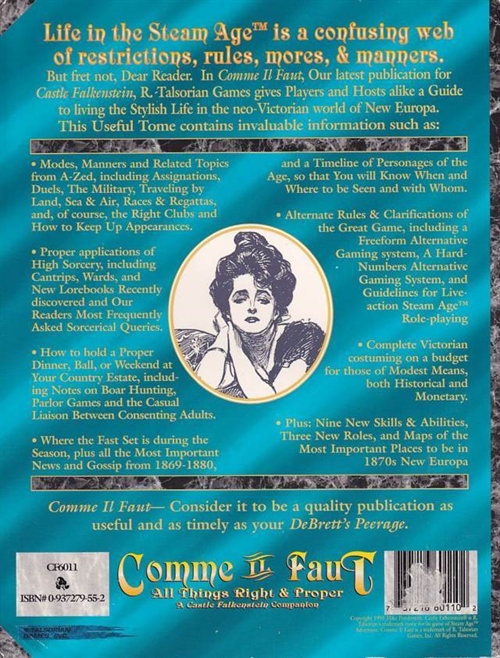 Life in the Steam Age™ is a confusing web
of restrictions, rules, mores, & manners.
But fret not, Dear Reader. In Comme Il Faut, Our latest publication for
Castle Falkenstein, R.-Talsorian Games gives Players and Hosts alike a Guide
to living the Stylish Life in the neo-Victorian world of New Europa.
This Useful Tome contains invaluable information such as:
• Modes, Manners and Related Topics
from A-Zed, including Assignations,
Duels, The Military, Traveling by
Land, Sea & Air, Races & Regattas,
and, of course, the Right Clubs and
How to Keep Up Appearances.
• Proper applications of
High Sorcery, including
Cantrips, Wards, and
New Lorebooks Recently
discovered and Our
Readers Most Frequently
Asked Sorcerical Queries.
• How to hold a Proper
Dinner, Ball, or Weekend at
Your Country Estate, includ-
ing Notes on Boar Hunting,
Parlor Games and the Casual
Liaison Between Consenting Adults.
• Where the Fast Set is during the
Season, plus all the Most Important
News and Gossip from 1869-1880,
and a Timeline of Personages of the
Age, so that You will Know When and
Where to be Seen and with Whom.
• Alternate Rules & Clarifications of
the Great Game, including a
Freeform Alternative
Gaming system, A Hard-
Numbers Alternative
Gaming System, and
Guidelines for Live-
action Steam Age™
Role-playing
• Complete Victorian
costuming on a budget
for those of Modest Means,
both Historical and
Monetary.
• Plus: Nine New Skills & Abilities,
Three New Roles, and Maps of the
Most Important Places to be in
1870s New Europa
Comme Il Faut— Consider it to be a quality publication as
useful and as timely as your DeBrett's Peerage.
CF6011
ISBN# 0-937279-55-2
R.TALSORIAN
GAMES, INC.
Comme Il Faut
All Things Right & Proper
A Castle Falkenstein Companion
60110 2